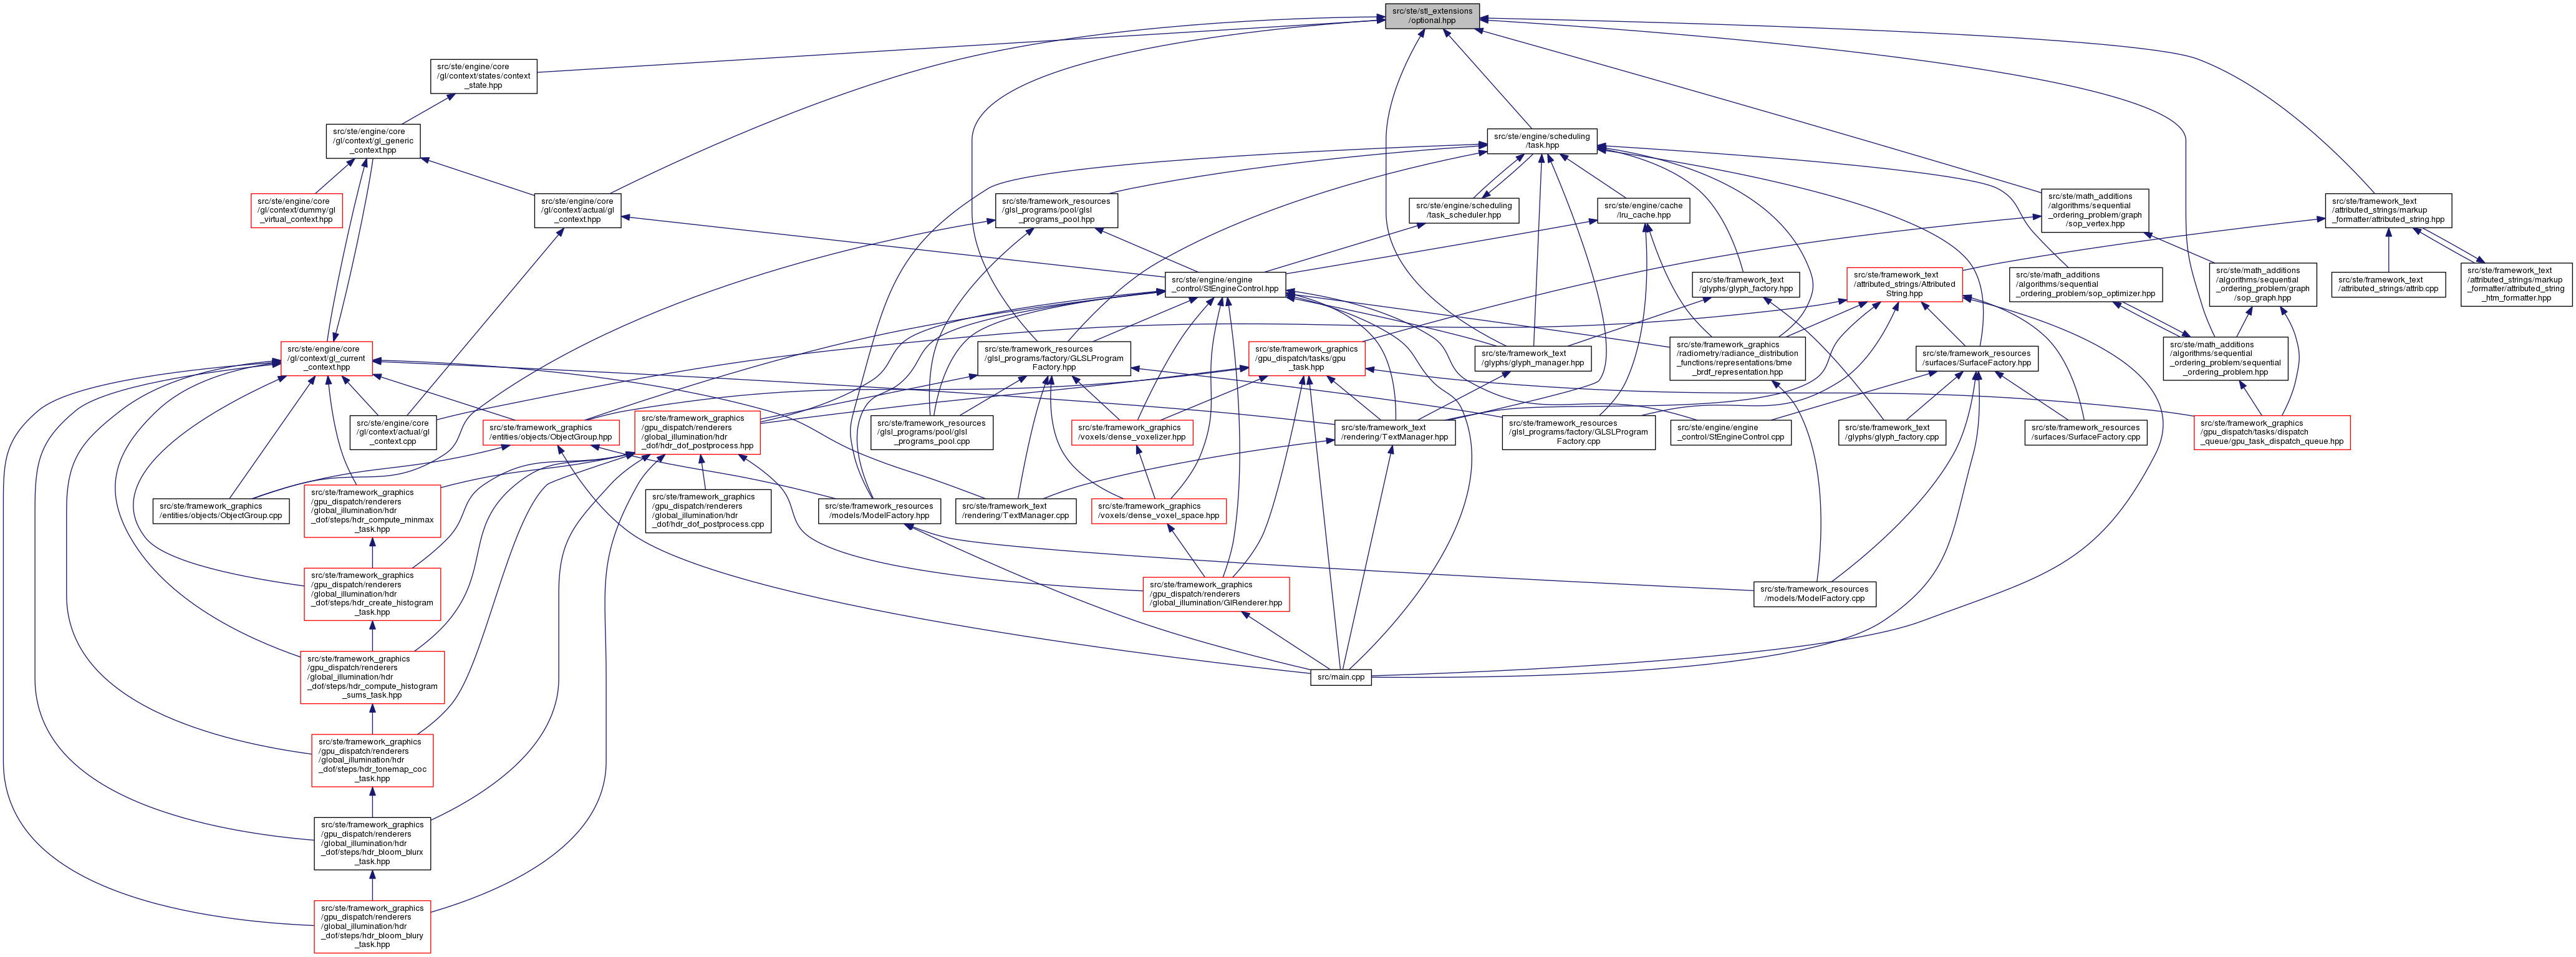 src/ste/stl_extensions
/optional.hpp
src/ste/engine/core
/gl/context/states/context
_state.hpp
src/ste/engine/core
/gl/context/gl_generic
_context.hpp
src/ste/engine/scheduling
/task.hpp
src/ste/engine/core
/gl/context/dummy/gl
_virtual_context.hpp
src/ste/engine/core
/gl/context/actual/gl
_context.hpp
src/ste/framework_resources
/glsl_programs/pool/glsl
_programs_pool.hpp
src/ste/engine/scheduling
/task_scheduler.hpp
src/ste/engine/cache
/lru_cache.hpp
src/ste/math_additions
/algorithms/sequential
_ordering_problem/graph
/sop_vertex.hpp
src/ste/framework_text
/attributed_strings/markup
_formatter/attributed_string.hpp
src/ste/engine/engine
_control/StEngineControl.hpp
src/ste/framework_text
/glyphs/glyph_factory.hpp
src/ste/framework_text
/attributed_strings/Attributed
String.hpp
src/ste/math_additions
/algorithms/sequential
_ordering_problem/sop_optimizer.hpp
src/ste/math_additions
/algorithms/sequential
_ordering_problem/graph
/sop_graph.hpp
src/ste/framework_text
/attributed_strings/attrib.cpp
src/ste/framework_text
/attributed_strings/markup
_formatter/attributed_string
_htm_formatter.hpp
src/ste/engine/core
/gl/context/gl_current
_context.hpp
src/ste/framework_resources
/glsl_programs/factory/GLSLProgram
Factory.hpp
src/ste/framework_graphics
/gpu_dispatch/tasks/gpu
_task.hpp
src/ste/framework_text
/glyphs/glyph_manager.hpp
src/ste/framework_graphics
/radiometry/radiance_distribution
_functions/representations/bme
_brdf_representation.hpp
src/ste/framework_resources
/surfaces/SurfaceFactory.hpp
src/ste/math_additions
/algorithms/sequential
_ordering_problem/sequential
_ordering_problem.hpp
src/ste/engine/core
/gl/context/actual/gl
_context.cpp
src/ste/framework_graphics
/entities/objects/ObjectGroup.hpp
src/ste/framework_graphics
/gpu_dispatch/renderers
/global_illumination/hdr
_dof/hdr_dof_postprocess.hpp
src/ste/framework_resources
/glsl_programs/pool/glsl
_programs_pool.cpp
src/ste/framework_graphics
/voxels/dense_voxelizer.hpp
src/ste/framework_text
/rendering/TextManager.hpp
src/ste/framework_resources
/glsl_programs/factory/GLSLProgram
Factory.cpp
src/ste/engine/engine
_control/StEngineControl.cpp
src/ste/framework_text
/glyphs/glyph_factory.cpp
src/ste/framework_resources
/surfaces/SurfaceFactory.cpp
src/ste/framework_graphics
/gpu_dispatch/tasks/dispatch
_queue/gpu_task_dispatch_queue.hpp
src/ste/framework_graphics
/entities/objects/ObjectGroup.cpp
src/ste/framework_graphics
/gpu_dispatch/renderers
/global_illumination/hdr
_dof/steps/hdr_compute_minmax
_task.hpp
src/ste/framework_graphics
/gpu_dispatch/renderers
/global_illumination/hdr
_dof/hdr_dof_postprocess.cpp
src/ste/framework_resources
/models/ModelFactory.hpp
src/ste/framework_text
/rendering/TextManager.cpp
src/ste/framework_graphics
/voxels/dense_voxel_space.hpp
src/ste/framework_graphics
/gpu_dispatch/renderers
/global_illumination/hdr
_dof/steps/hdr_create_histogram
_task.hpp
src/ste/framework_graphics
/gpu_dispatch/renderers
/global_illumination/GIRenderer.hpp
src/ste/framework_resources
/models/ModelFactory.cpp
src/ste/framework_graphics
/gpu_dispatch/renderers
/global_illumination/hdr
_dof/steps/hdr_compute_histogram
_sums_task.hpp
src/main.cpp
src/ste/framework_graphics
/gpu_dispatch/renderers
/global_illumination/hdr
_dof/steps/hdr_tonemap_coc
_task.hpp
src/ste/framework_graphics
/gpu_dispatch/renderers
/global_illumination/hdr
_dof/steps/hdr_bloom_blurx
_task.hpp
src/ste/framework_graphics
/gpu_dispatch/renderers
/global_illumination/hdr
_dof/steps/hdr_bloom_blury
_task.hpp